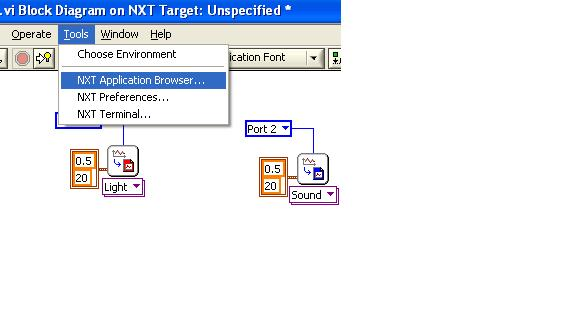 .vi Block Diagram on NXT Target: Unspecified *
Operate Tools Window Help
Choose Environment
ication Font
NXT Application Browser...
NXT Preferences...
NXT Terminal...
Port 2
0.5
20
Light
0.5
20
Sound